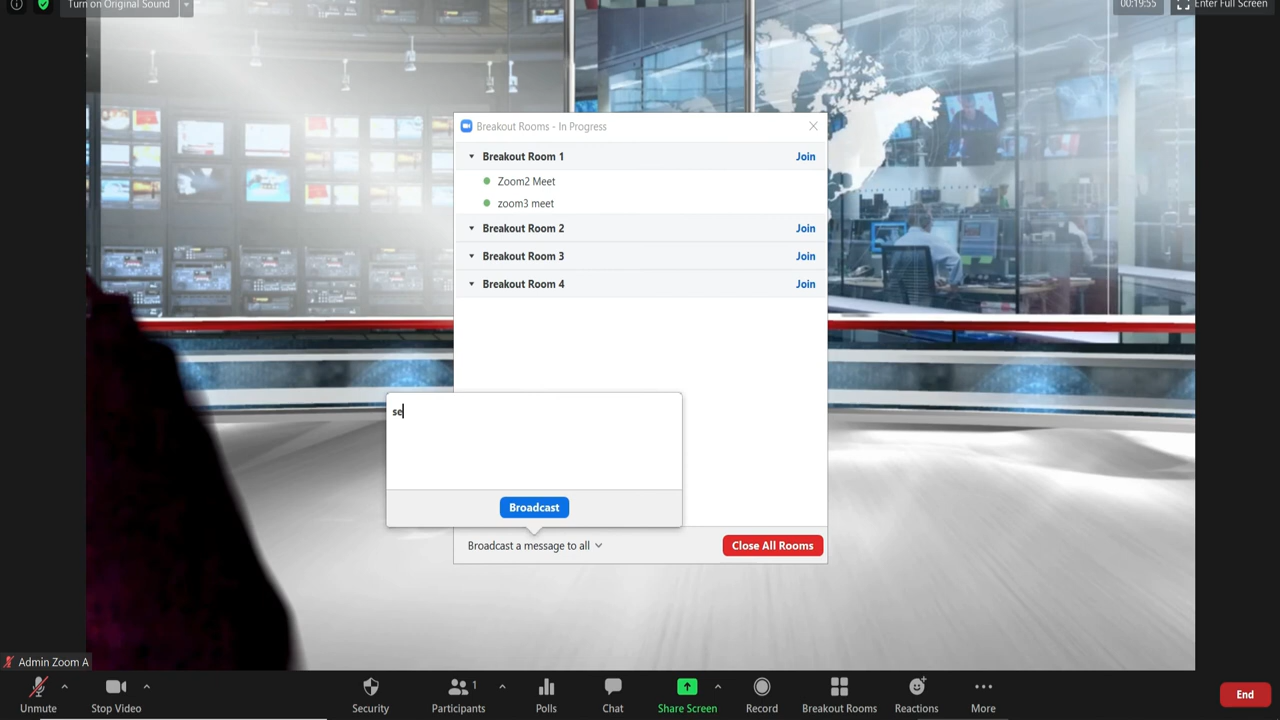 Turn on Original Sound
00:19:55
Enter Full Screen
Breakout Rooms - In Progress
Breakout Room 1 Join
Zoom2 Meet
zoom3 meet
Breakout Room 2 Join
Breakout Room 3 Join
Breakout Room 4 Join
se
Broadcast
Broadcast a message to all
Close All Rooms
Admin Zoom A
Unmute
Stop Video
Security
Participants 1
Polls
Chat
Share Screen
Record
Breakout Rooms
Reactions
More
End